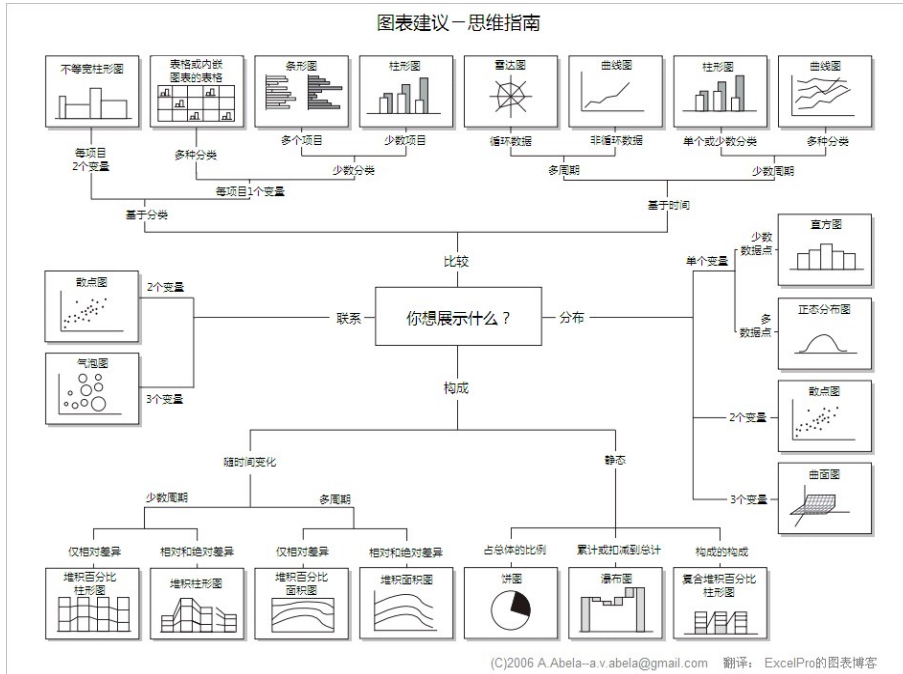 图表建议－思维指南
不等宽柱形图
表格或内嵌
图表的表格
条形图
柱形图
雷达图
曲线图
柱形图
曲线图
每项目
2个变量
多种分类
多个项目
少数项目
循环数据
非循环数据
单个或少数分类
多种分类
少数分类
多周期
少数周期
每项目1个变量
基于分类
基于时间
比较
散点图
2个变量
联系
你想展示什么？
分布
单个变量
少数
数据点
直方图
多
数据点
正态分布图
气泡图
3个变量
构成
2个变量
散点图
3个变量
曲面图
随时间变化
静态
少数周期
多周期
仅相对差异
相对和绝对差异
仅相对差异
相对和绝对差异
占总体的比例
累计或扣减到总计
构成的构成
堆积百分比
柱形图
堆积柱形图
堆积百分比
面积图
堆积面积图
饼图
瀑布图
复合堆积百分比
柱形图
(C)2006 A.Abela--a.v.abela@gmail.com 翻译： ExcelPro的图表博客